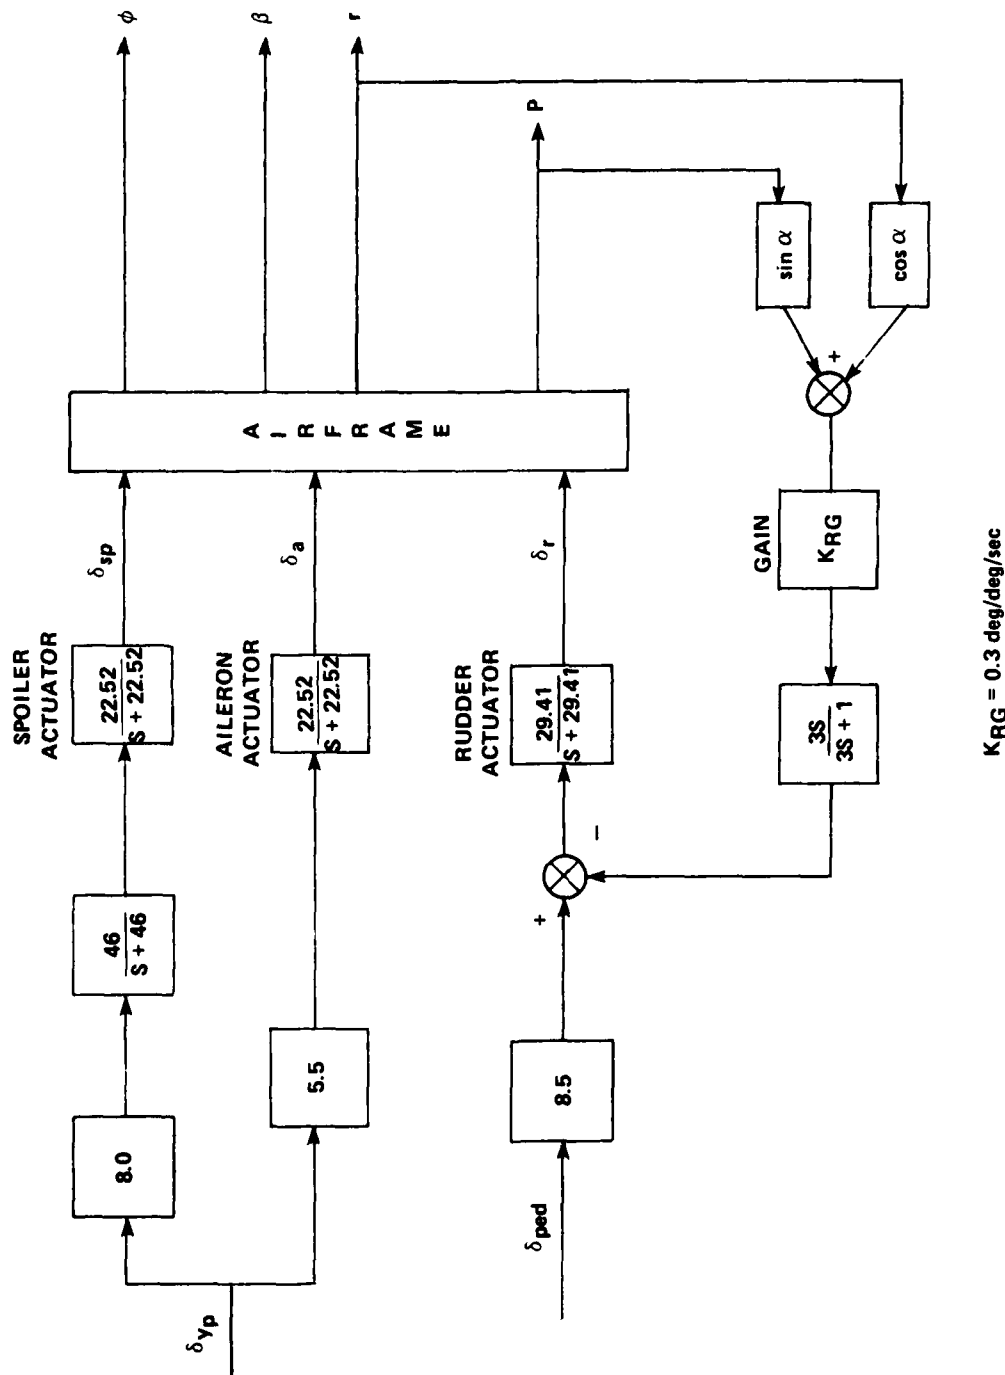 SPOILER
ACTUATOR
δyp
8.0
46
S + 46
22.52
S + 22.52
δsp
ϕ
AILERON
ACTUATOR
5.5
22.52
S + 22.52
δa
AIRFRAME
β
r
RUDDER
ACTUATOR
δped
8.5
+
−
29.41
S + 29.41
δr
P
sin α
cos α
+
GAIN
KRG
3S
3S + 1
KRG = 0.3 deg/deg/sec